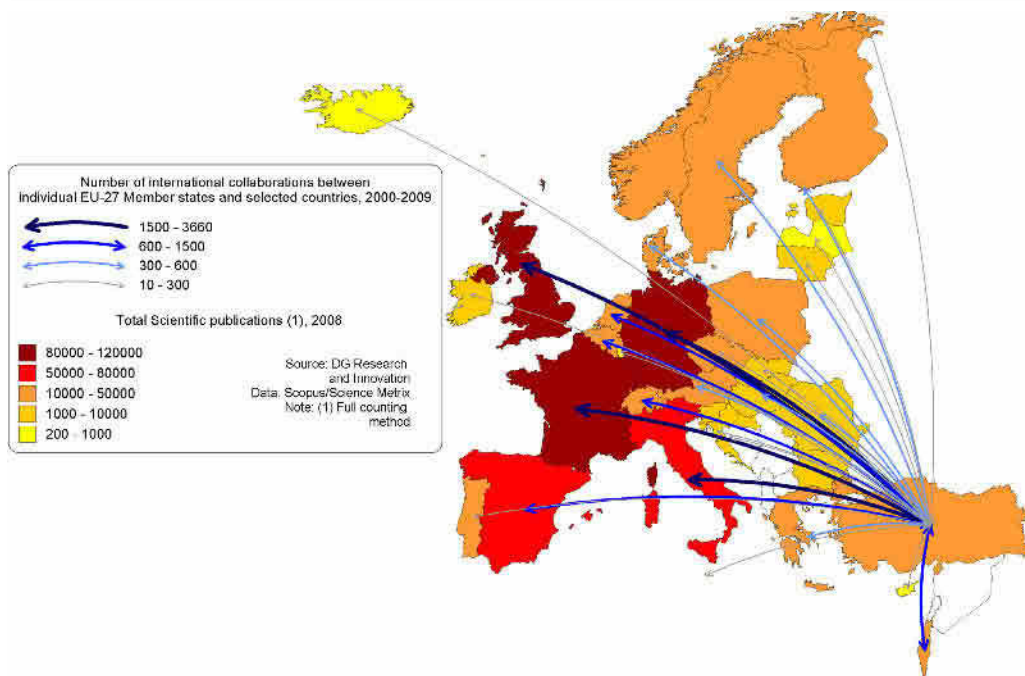 Number of international collaborations between
Individual EU-27 Member states and selected countries, 2000-2009
1500 - 3660
600 - 1500
300 - 600
10 - 300
Total Scientific publications (1), 2008
80000 - 120000
50000 - 80000
10000 - 50000
1000 - 10000
200 - 1000
Source: DG Research
and Innovation
Data. Scopus/Science Metrix
Note: (1) Full counting
method